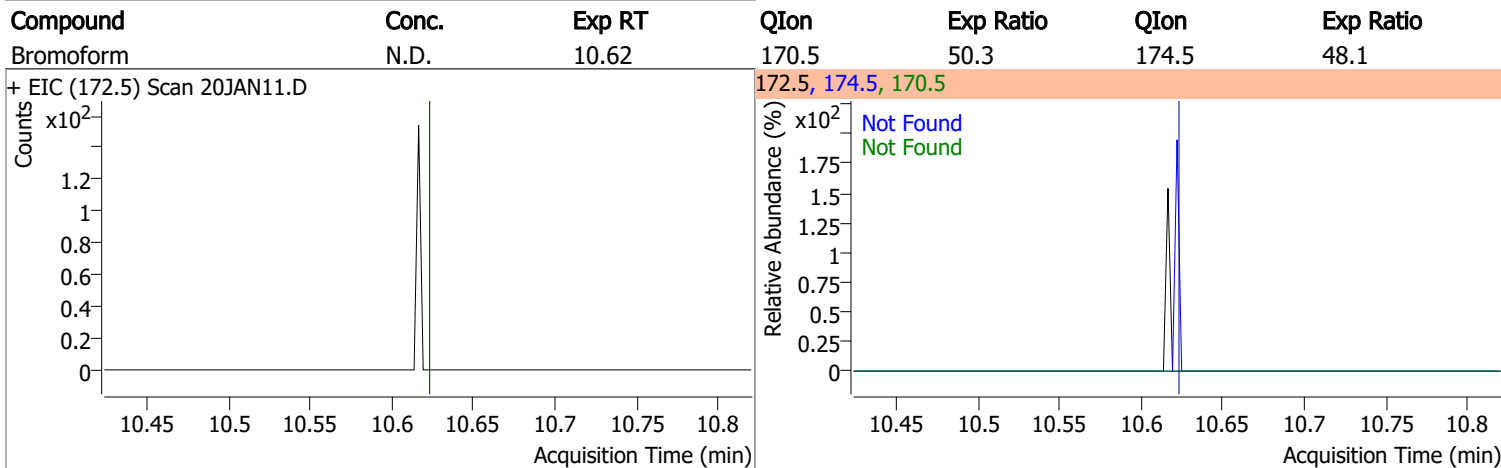 Compound Conc. Exp RT QIon Exp Ratio QIon Exp Ratio
Bromoform N.D. 10.62 170.5 50.3 174.5 48.1
+ EIC (172.5) Scan 20JAN11.D
Counts
x10²
1.2
1
0.8
0.6
0.4
0.2
0
10.45 10.5 10.55 10.6 10.65 10.7 10.75 10.8
Acquisition Time (min)
172.5, 174.5, 170.5
Relative Abundance (%)
x10²
Not Found
Not Found
1.75
1.5
1.25
1
0.75
0.5
0.25
0
10.45 10.5 10.55 10.6 10.65 10.7 10.75 10.8
Acquisition Time (min)